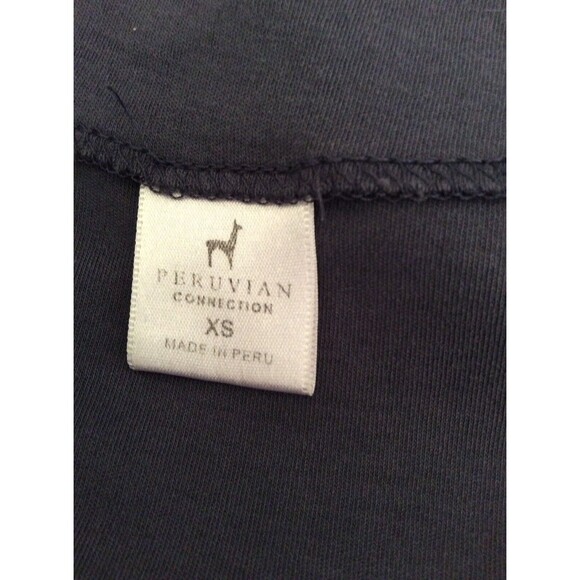 PERUVIAN
CONNECTION
XS
MADE IN PERU